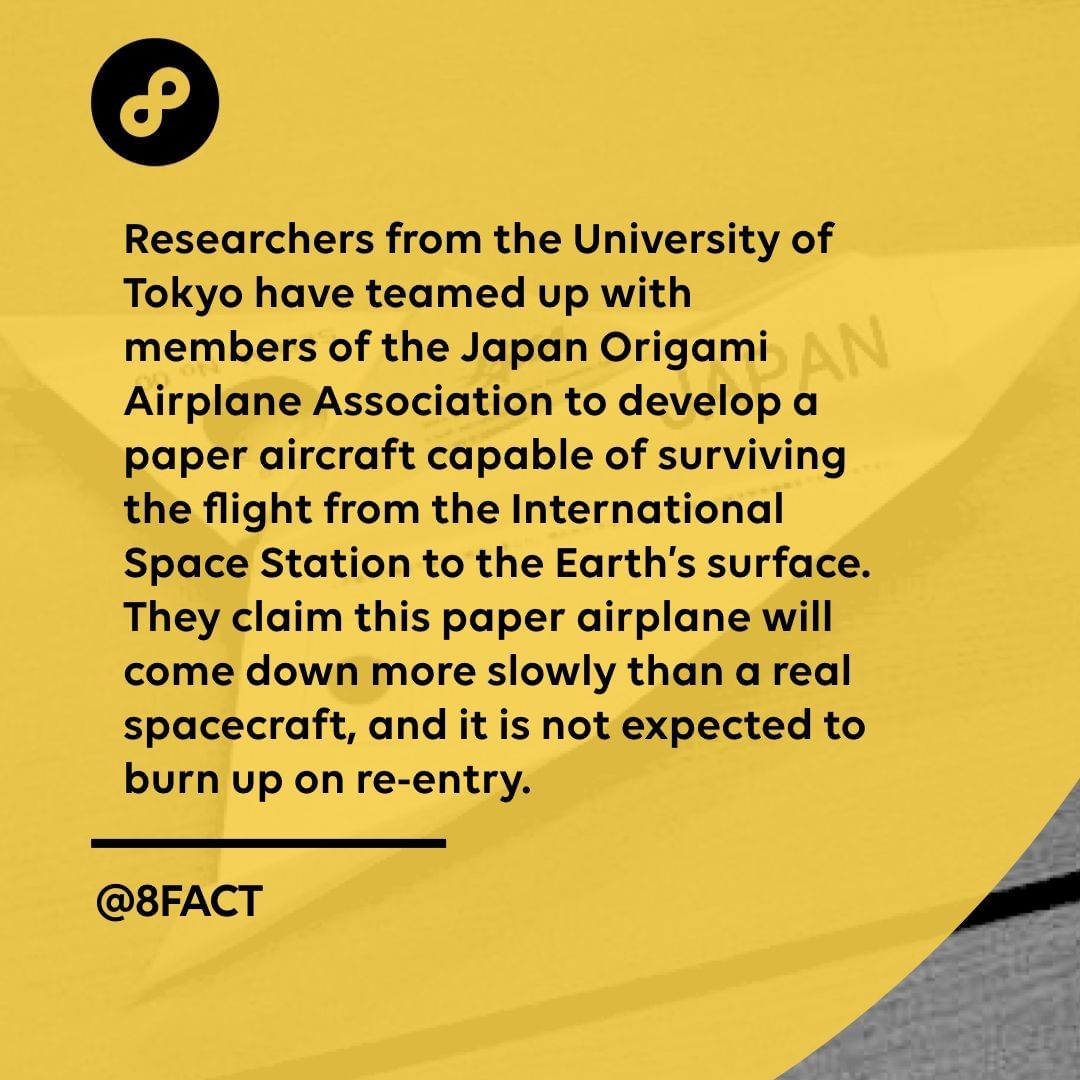 Researchers from the University of
Tokyo have teamed up with
members of the Japan Origami
Airplane Association to develop a
paper aircraft capable of surviving
the flight from the International
Space Station to the Earth's surface.
They claim this paper airplane will
come down more slowly than a real
spacecraft, and it is not expected to
burn up on re-entry.
@8FACT
JAPAN